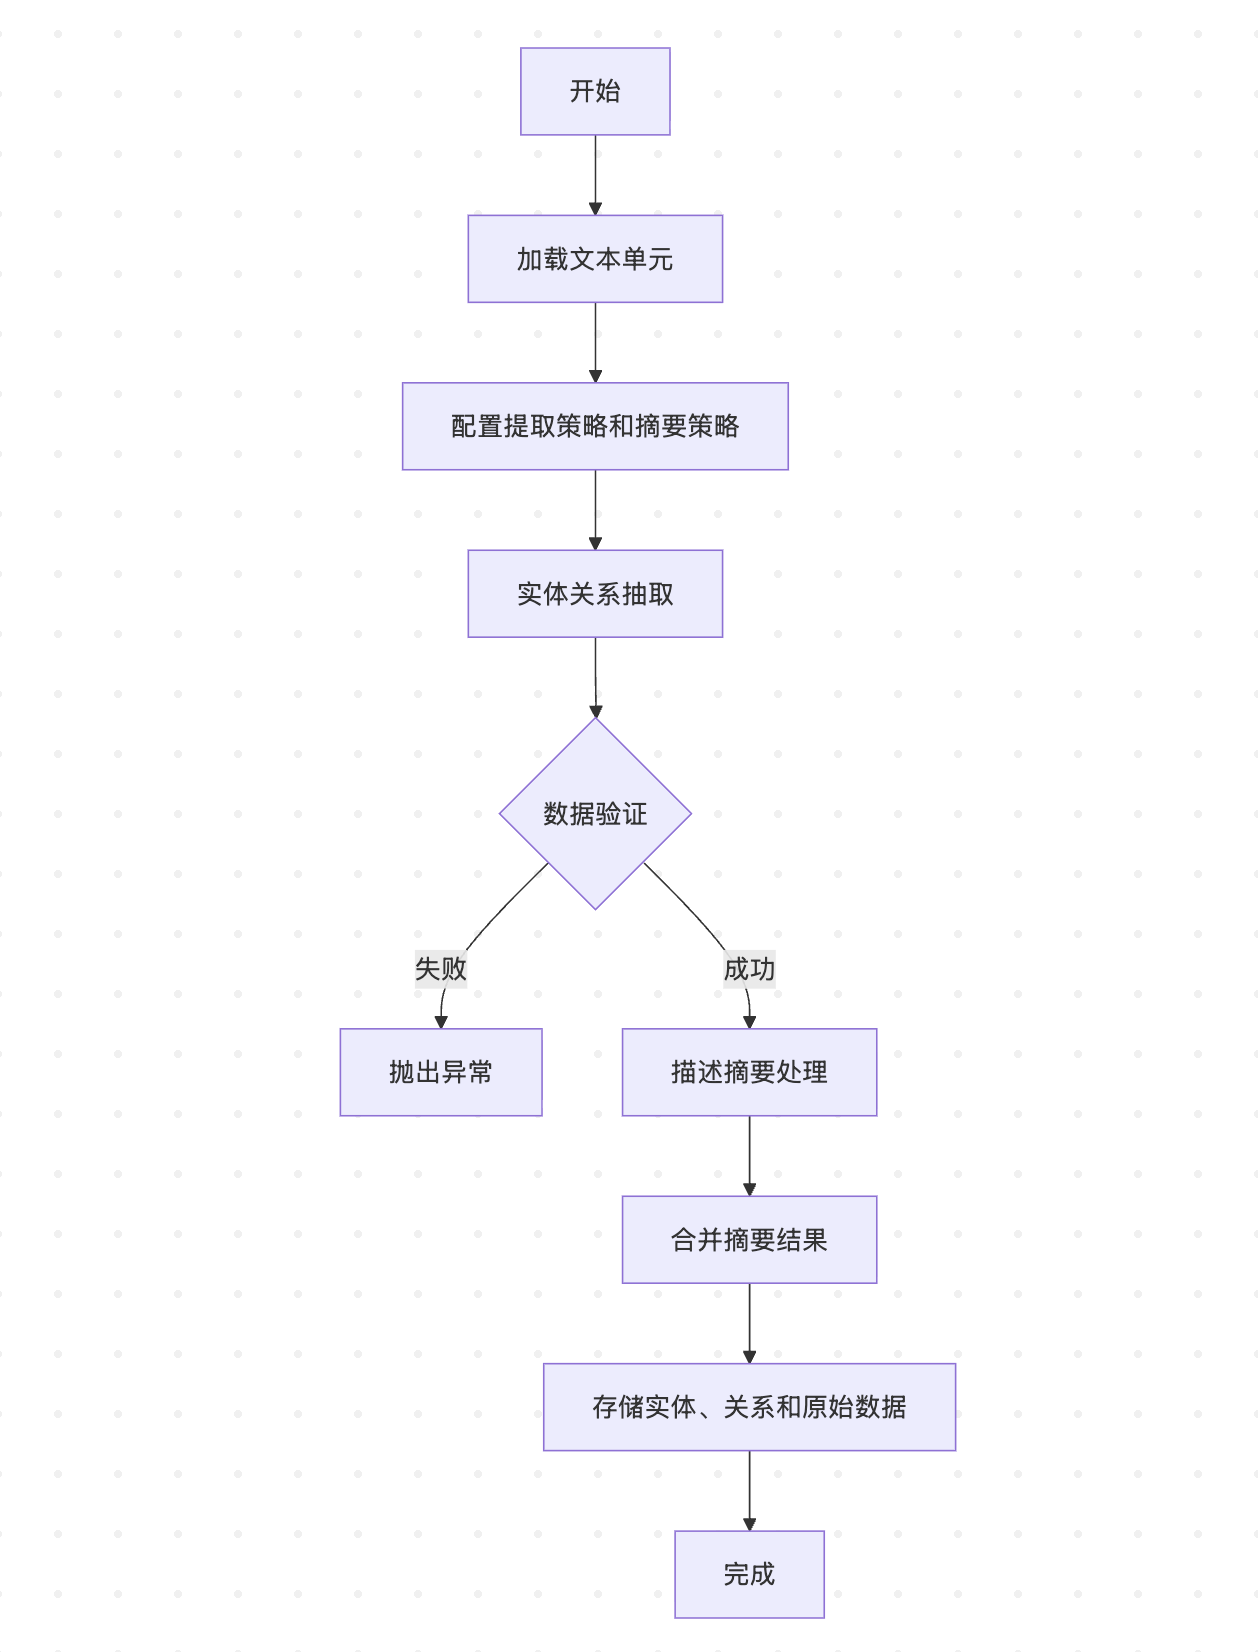 开始
加载文本单元
配置提取策略和摘要策略
实体关系抽取
数据验证
失败
成功
抛出异常
描述摘要处理
合并摘要结果
存储实体、关系和原始数据
完成